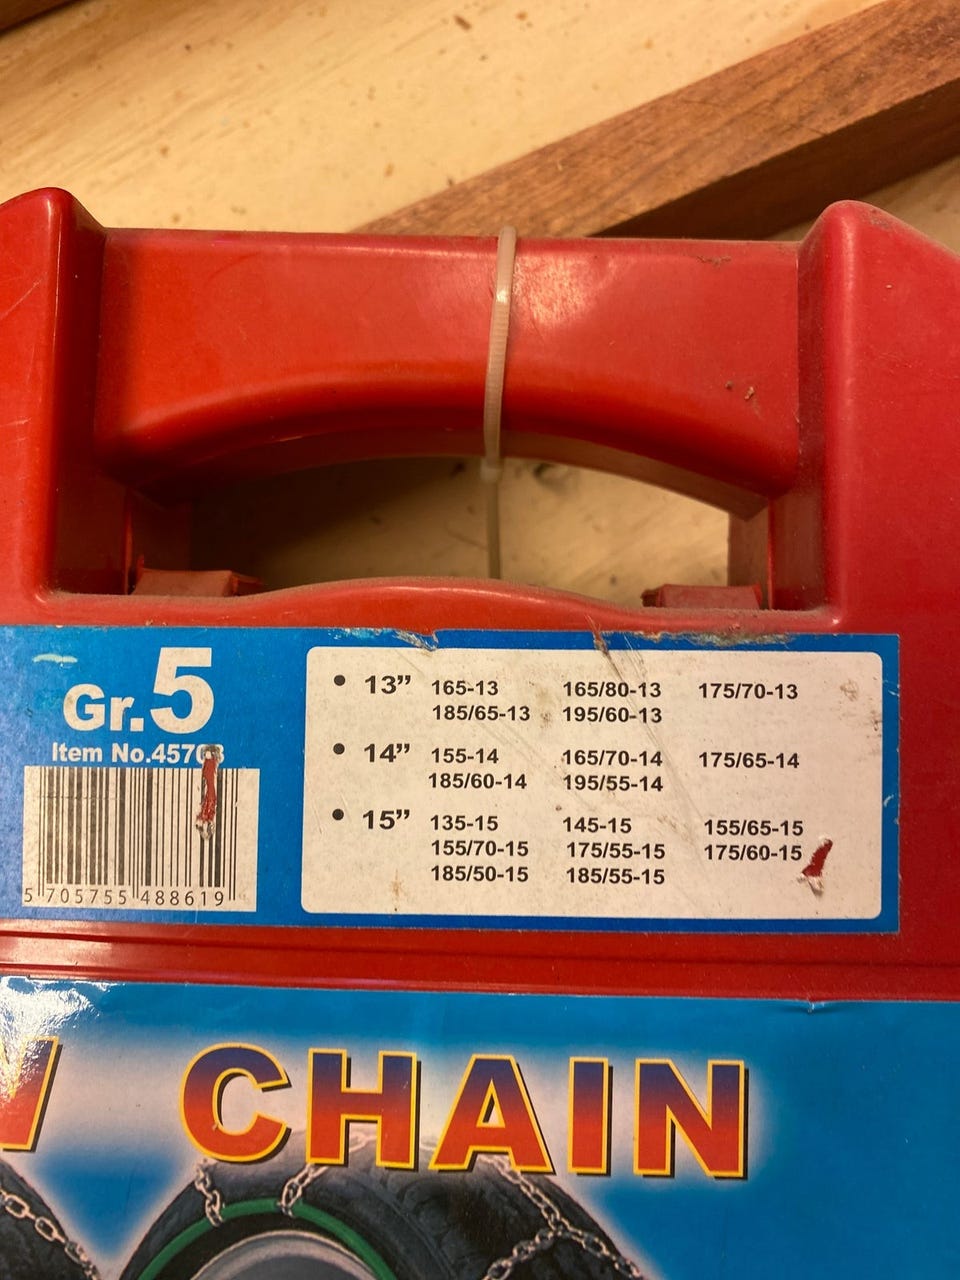 Gr.5
Item No.45703
5 705755 488619
• 13” 165-13 165/80-13 175/70-13
185/65-13 195/60-13
• 14” 155-14 165/70-14 175/65-14
185/60-14 195/55-14
• 15” 135-15 145-15 155/65-15
155/70-15 175/55-15 175/60-15
185/50-15 185/55-15
CHAIN